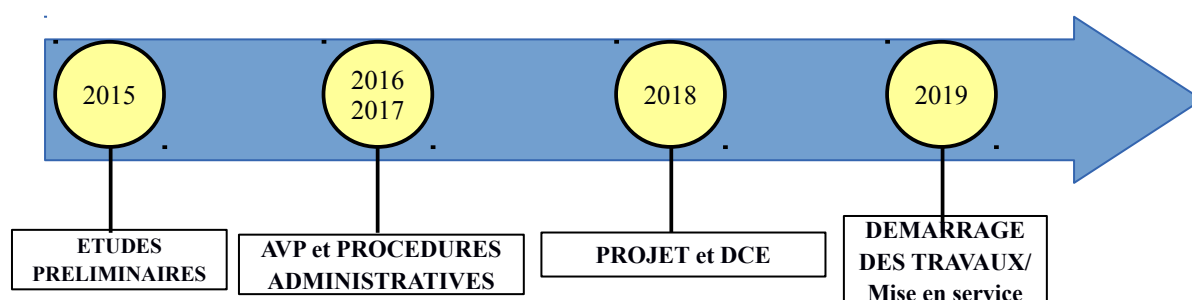 2015
2016
2017
2018
2019
ETUDES
PRELIMINAIRES
AVP et PROCEDURES
ADMINISTRATIVES
PROJET et DCE
DEMARRAGE
DES TRAVAUX/
Mise en service